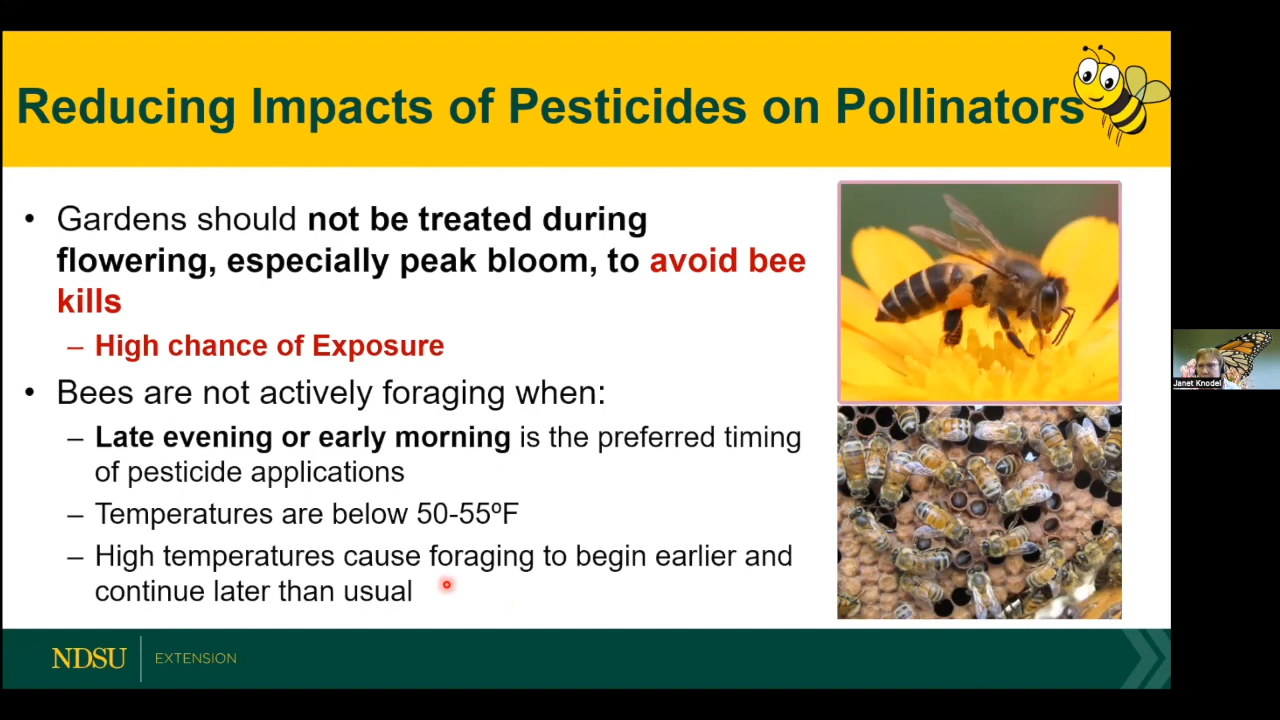 Reducing Impacts of Pesticides on Pollinators
• Gardens should not be treated during
flowering, especially peak bloom, to avoid bee
kills
– High chance of Exposure
• Bees are not actively foraging when:
– Late evening or early morning is the preferred timing
of pesticide applications
– Temperatures are below 50-55ºF
– High temperatures cause foraging to begin earlier and
continue later than usual
Janet Knodel
NDSU EXTENSION